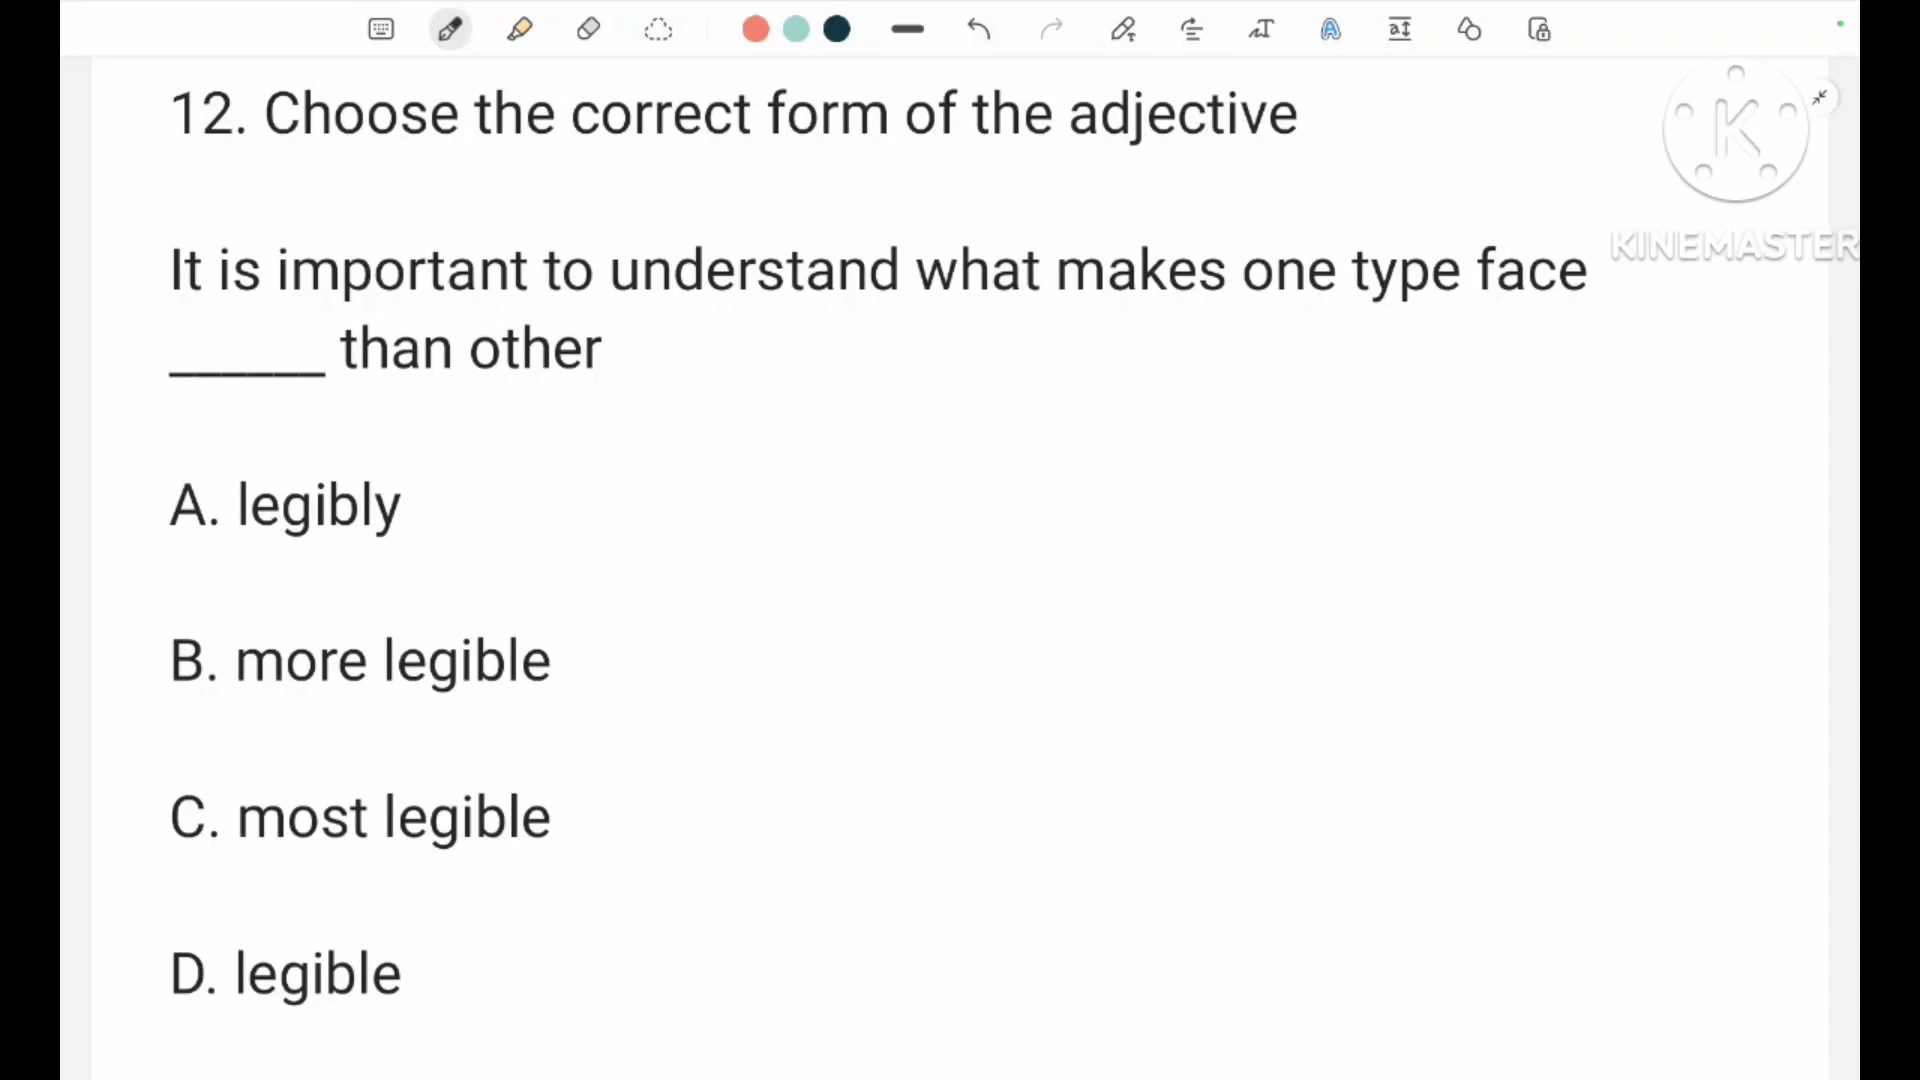 12. Choose the correct form of the adjective
K
KINEMASTER
It is important to understand what makes one type face
______ than other
A. legibly
B. more legible
C. most legible
D. legible